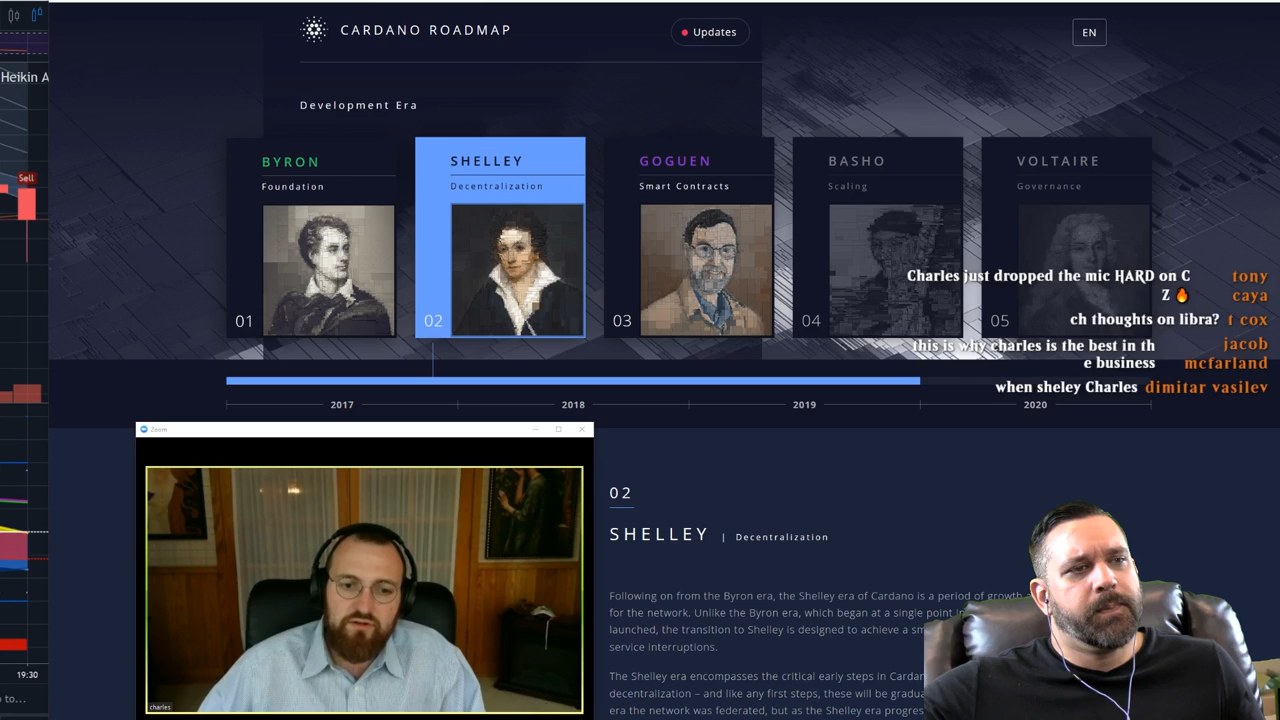 CARDANO ROADMAP
Updates
EN
Heikin A
Development Era
BYRON
Foundation
01
SHELLEY
Decentralization
02
GOGUEN
Smart Contracts
03
BASHO
Scaling
04
VOLTAIRE
Governance
05
Sell
Charles just dropped the mic HARD on C tony
Z 🔥 caya
ch thoughts on libra? t cox
this is why charles is the best in th jacob
e business mcfarland
when sheley Charles dimitar vasilev
2017
2018
2019
2020
Zoom
charles
02
SHELLEY | Decentralization
Following on from the Byron era, the Shelley era of Cardano is a period of growth
for the network. Unlike the Byron era, which began at a single point in
launched, the transition to Shelley is designed to achieve a sm
service interruptions.
The Shelley era encompasses the critical early steps in Cardan
decentralization – and like any first steps, these will be gradua
era the network was federated, but as the Shelley era progres
19:30
to...